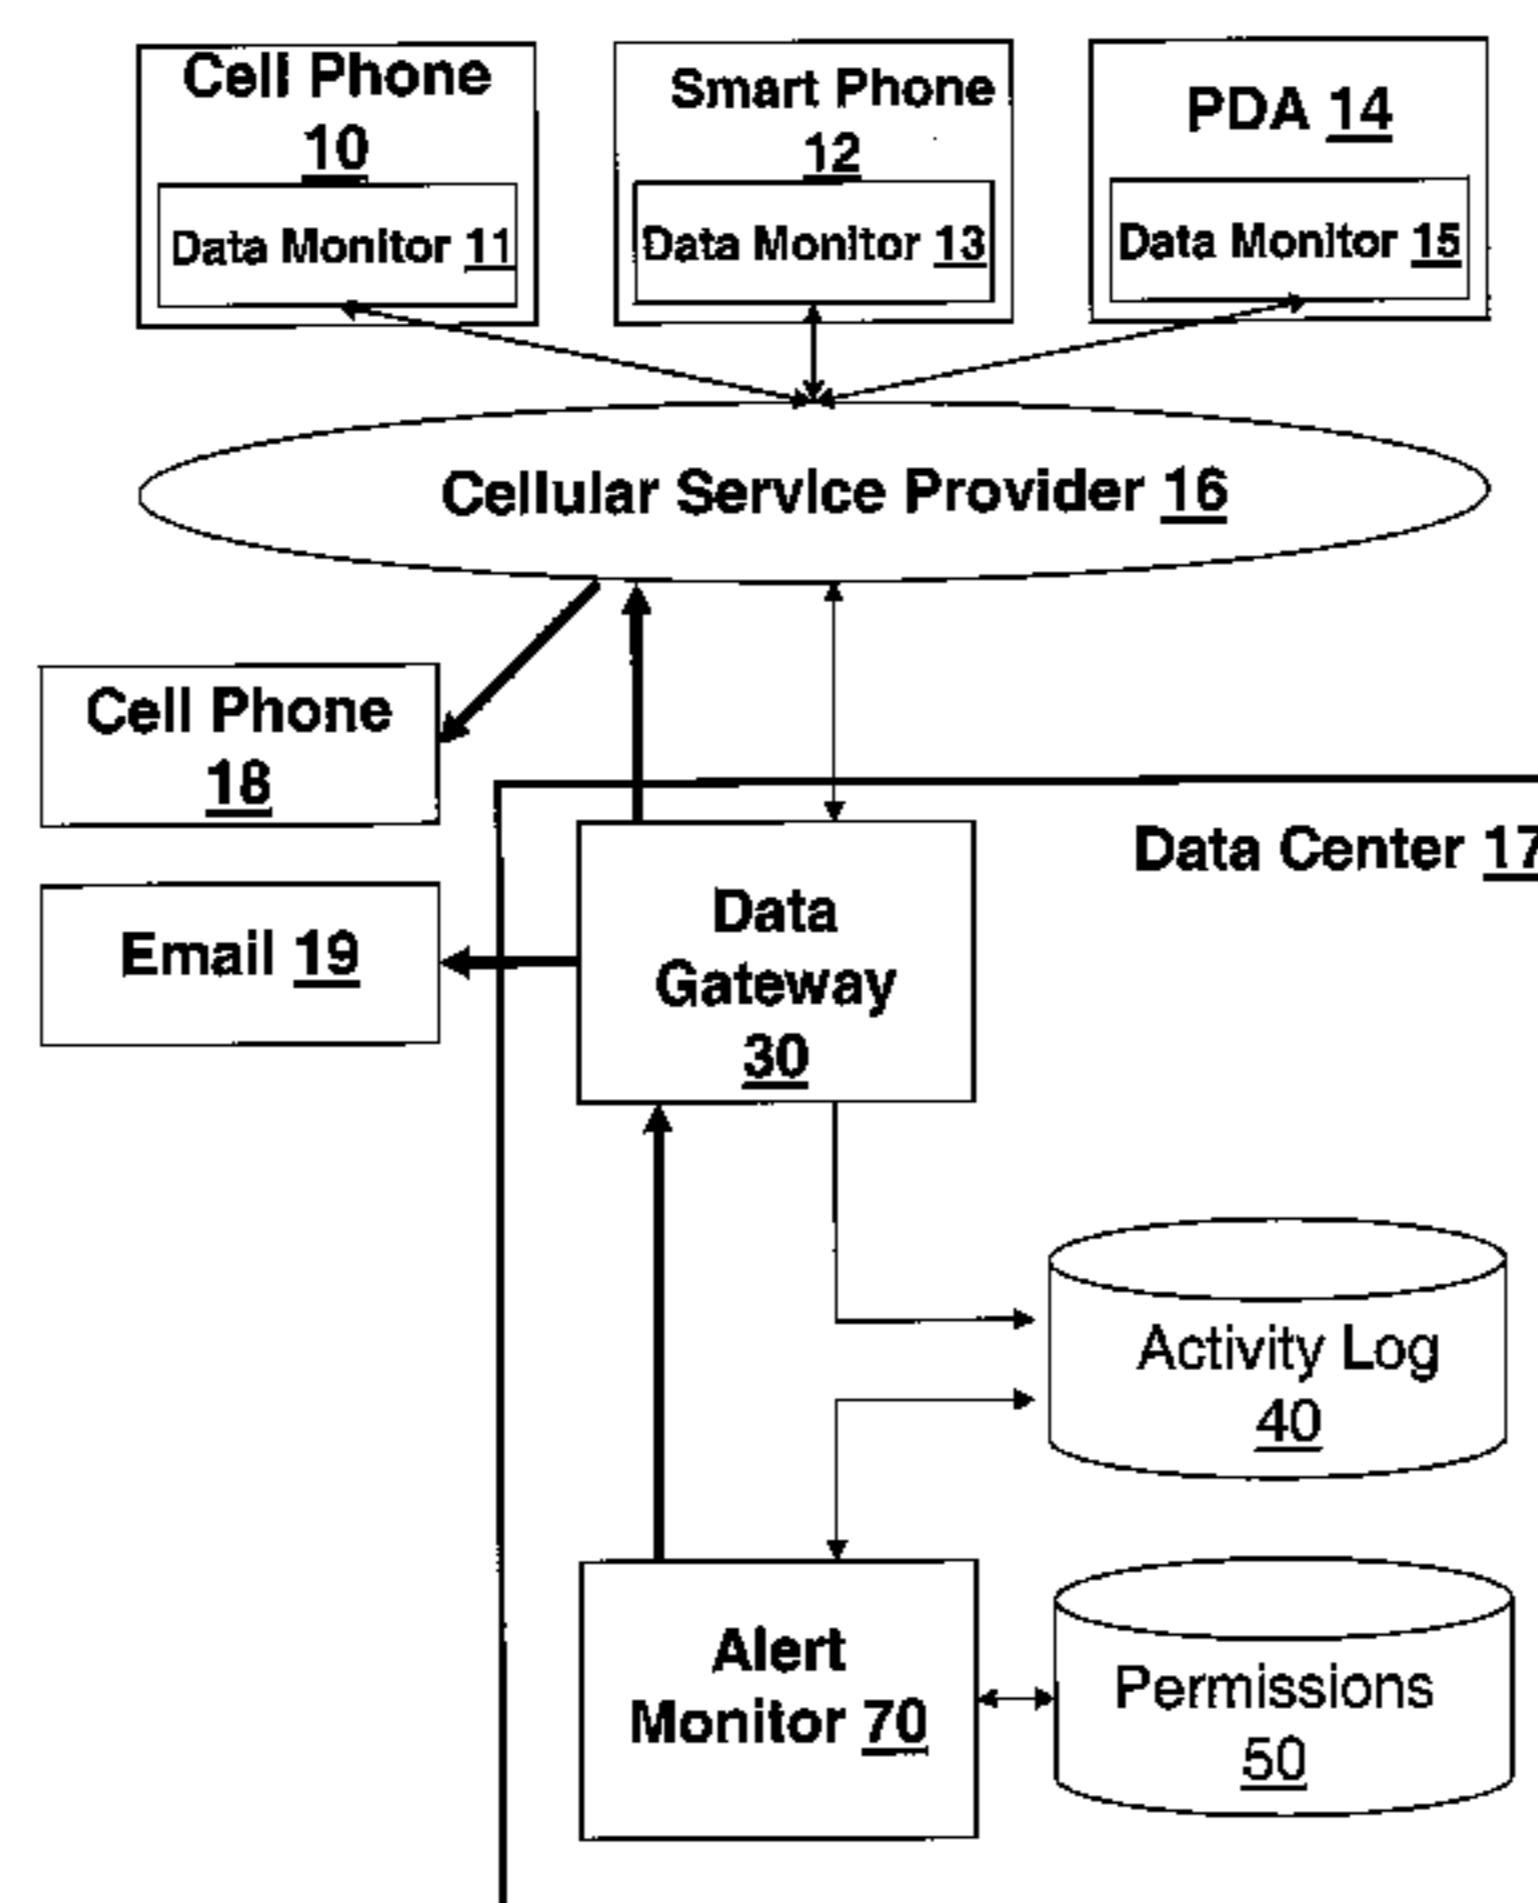 Cell Phone
10
Data Monitor 11
Smart Phone
12
Data Monitor 13
PDA 14
Data Monitor 15
Cellular Service Provider 16
Cell Phone
18
Data Center 17
Email 19
Data
Gateway
30
Activity Log
40
Alert
Monitor 70
Permissions
50